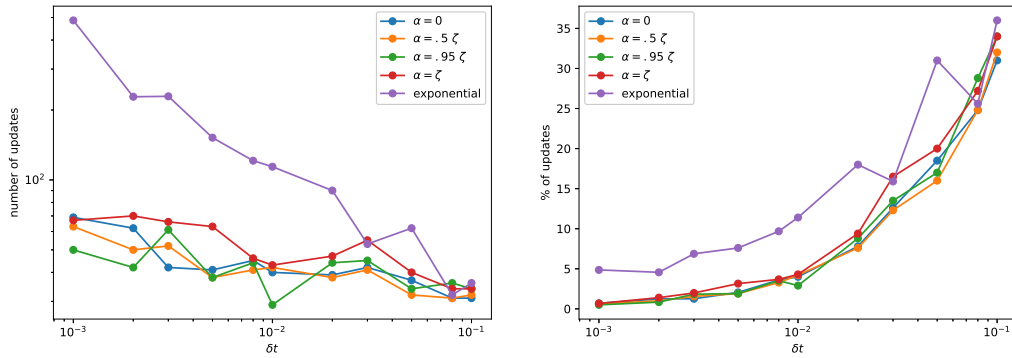 number of updates
10²
α = 0
α = .5 ζ
α = .95 ζ
α = ζ
exponential
10⁻³
10⁻²
10⁻¹
δt
% of updates
35
30
25
20
15
10
5
0
α = 0
α = .5 ζ
α = .95 ζ
α = ζ
exponential
10⁻³
10⁻²
10⁻¹
δt